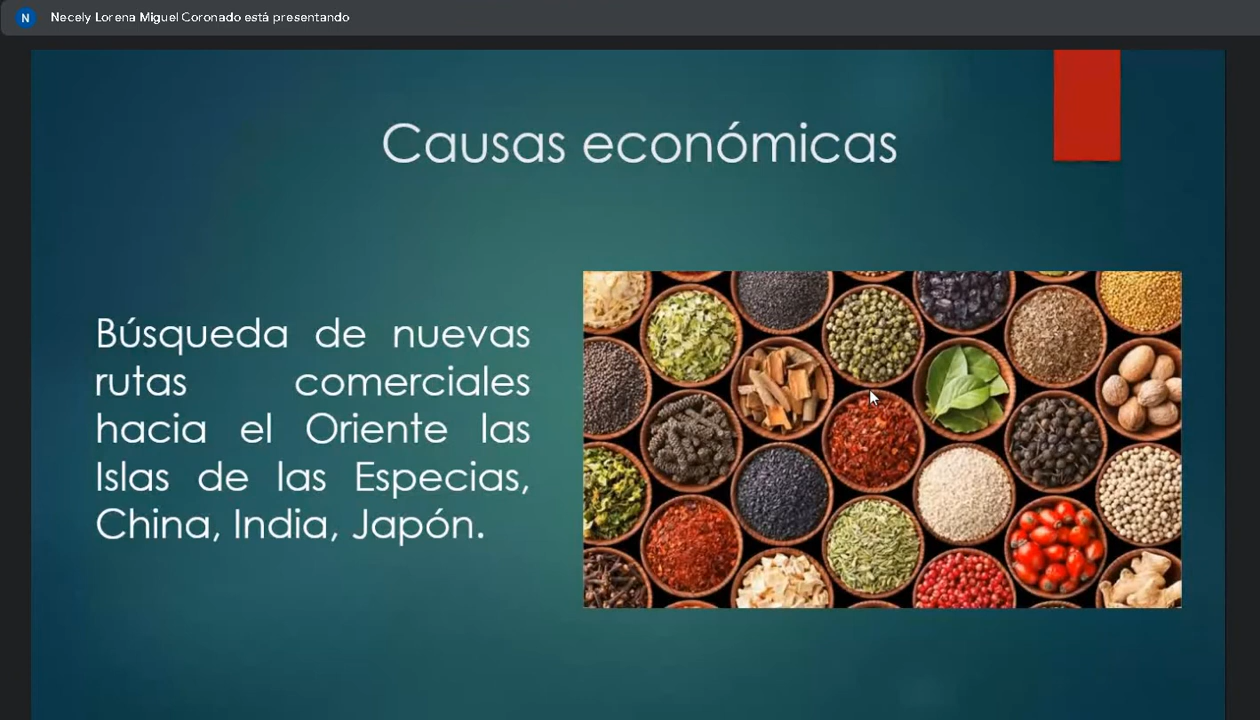 N
Necely Lorena Miguel Coronado está presentando
Causas económicas
Búsqueda de nuevas
rutas comerciales
hacia el Oriente las
Islas de las Especias,
China, India, Japón.